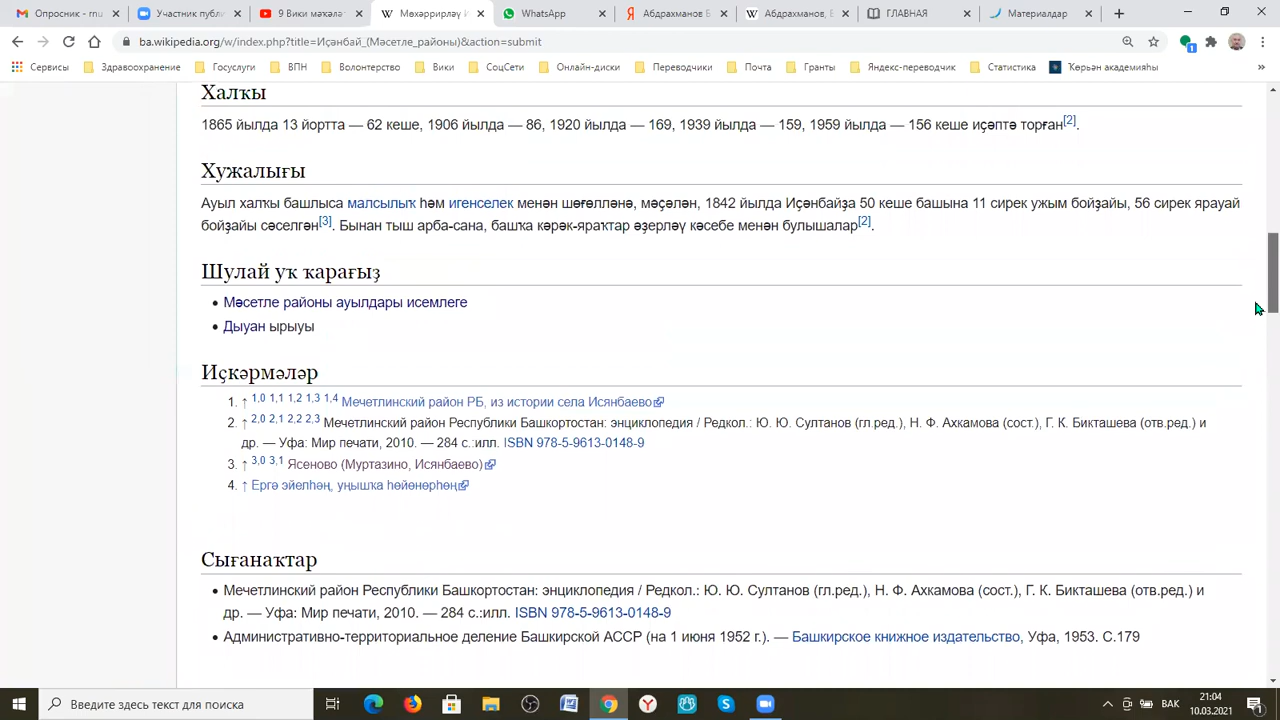 Опросник - rnu
Участник публи
9 Вики мәҡәлә
Мөхәррирләү И
WhatsApp
Абдрахманов Б
Абдрахманов, Б
ГЛАВНАЯ
Материалдар
ba.wikipedia.org/w/index.php?title=Иҫәнбай_(Мәсетле_районы)&action=submit
Сервисы Здравоохранение Госуслуги ВПН Волонтерство Вики СоцСети Онлайн-диски Переводчики Почта Гранты Яндекс-переводчик Статистика Ҡөрьән академияһы »
Халҡы
1865 йылда 13 йортта — 62 кеше, 1906 йылда — 86, 1920 йылда — 169, 1939 йылда — 159, 1959 йылда — 156 кеше иҫәптә торған[2].
Хужалығы
Ауыл халҡы башлыса малсылыҡ һәм игенселек менән шөғөлләнә, мәҫәлән, 1842 йылда Иҫәнбайҙа 50 кеше башына 11 сирек ужым бойҙайы, 56 сирек ярауай
бойҙайы сәселгән[3]. Бынан тыш арба-сана, башҡа кәрәк-яраҡтар әҙерләү кәсебе менән булышалар[2].
Шулай уҡ ҡарағыҙ
• Мәсетле районы ауылдары исемлеге
• Дыуан ырыуы
Иҫкәрмәләр
1. ↑ 1,0 1,1 1,2 1,3 1,4 Мечетлинский район РБ, из истории села Исянбаево
2. ↑ 2,0 2,1 2,2 2,3 Мечетлинский район Республики Башкортостан: энциклопедия / Редкол.: Ю. Ю. Султанов (гл.ред.), Н. Ф. Ахкамова (сост.), Г. К. Бикташева (отв.ред.) и
др. — Уфа: Мир печати, 2010. — 284 с.:илл. ISBN 978-5-9613-0148-9
3. ↑ 3,0 3,1 Ясеново (Муртазино, Исянбаево)
4. ↑ Ергә эйелһәң, уңышҡа һөйөнөрһөң
Сығанаҡтар
• Мечетлинский район Республики Башкортостан: энциклопедия / Редкол.: Ю. Ю. Султанов (гл.ред.), Н. Ф. Ахкамова (сост.), Г. К. Бикташева (отв.ред.) и
др. — Уфа: Мир печати, 2010. — 284 с.:илл. ISBN 978-5-9613-0148-9
• Административно-территориальное деление Башкирской АССР (на 1 июня 1952 г.). — Башкирское книжное издательство, Уфа, 1953. С.179
Введите здесь текст для поиска
ВАК
21:04
10.03.2021